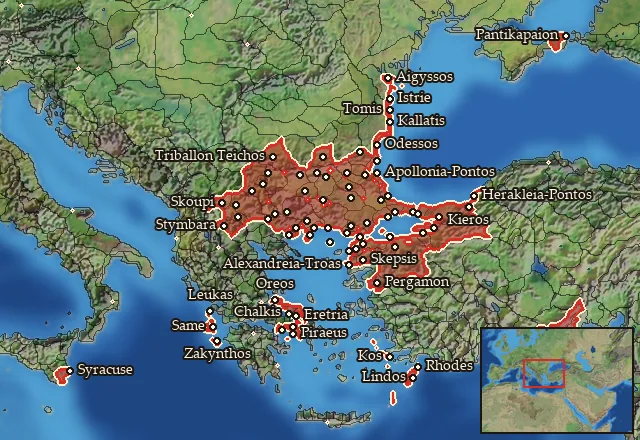 Pantikapaion
Aigyssos
Istrie
Tomis
Kallatis
Odessos
Triballon Teichos
Apollonia-Pontos
Herakleia-Pontos
Skoupi
Kieros
Stymbara
Skepsis
Alexandreia-Troas
Oreos
Pergamon
Leukas
Chalkis
Eretria
Same
Piraeus
Zakynthos
Kos
Rhodes
Syracuse
Lindos